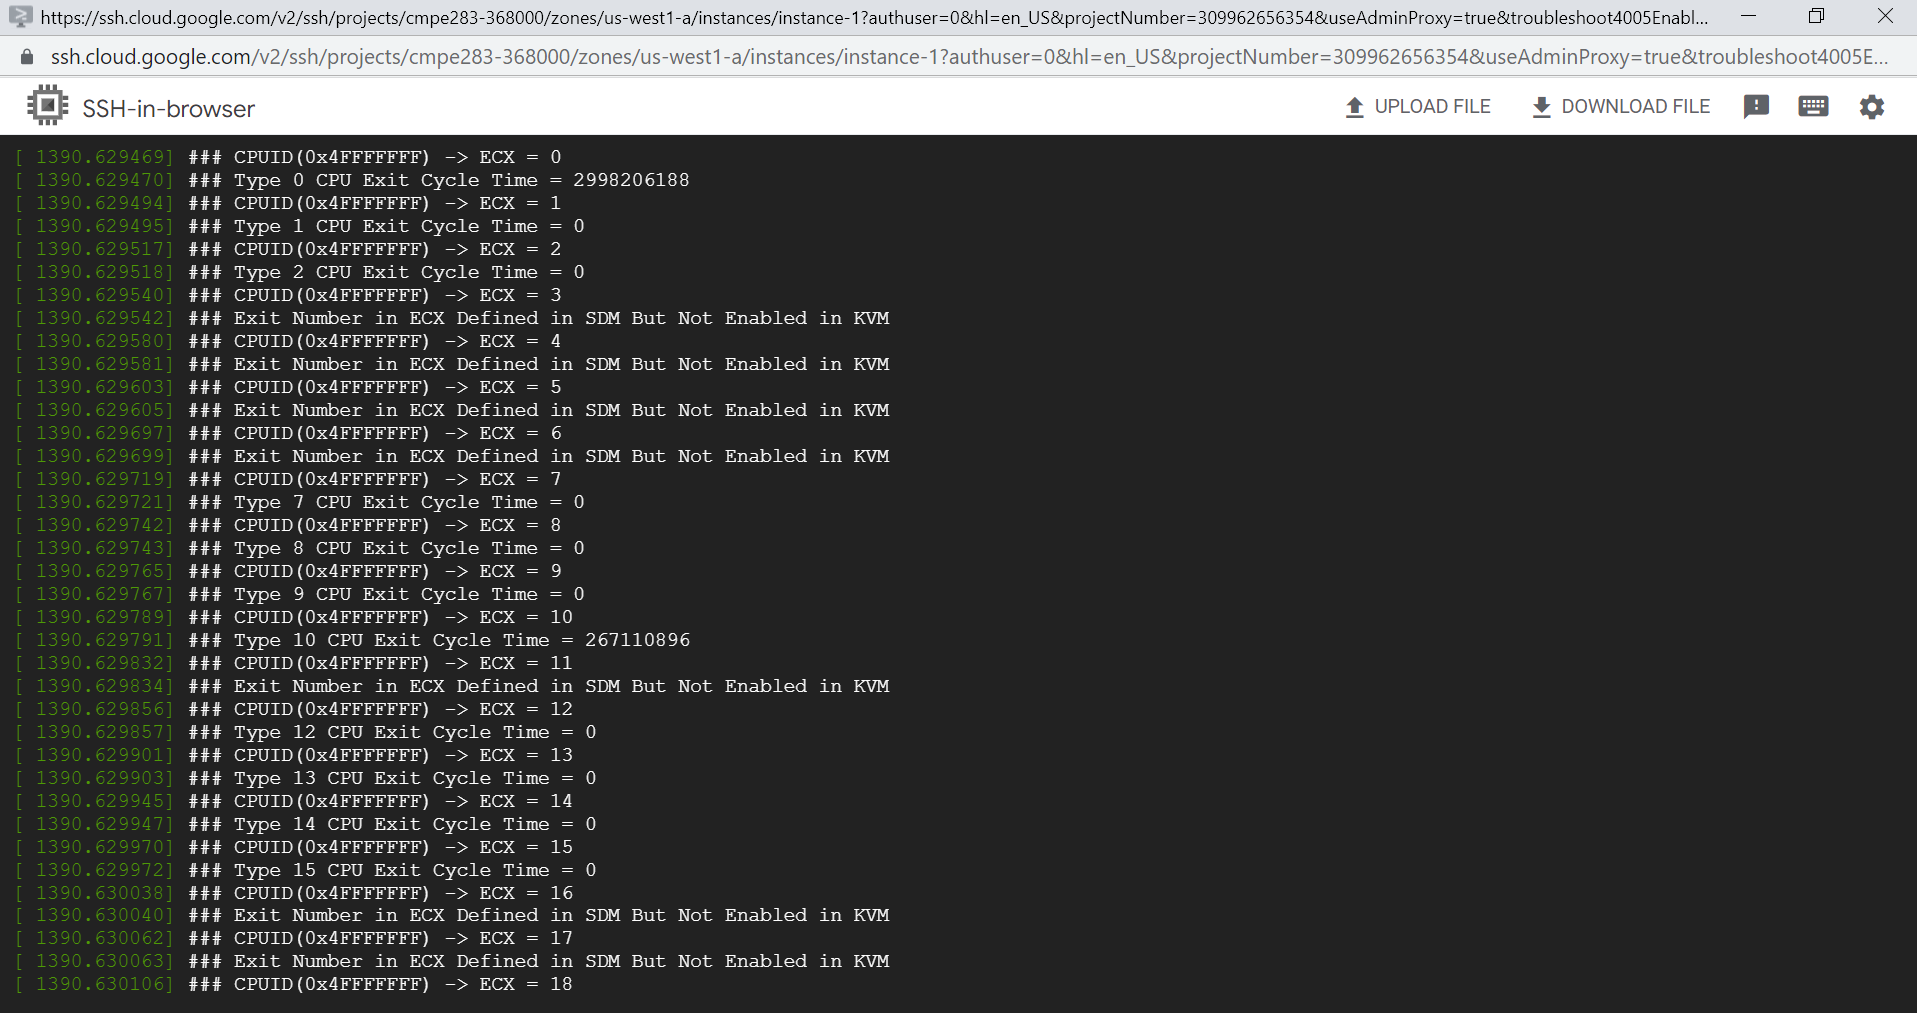 https://ssh.cloud.google.com/v2/ssh/projects/cmpe283-368000/zones/us-west1-a/instances/instance-1?authuser=0&hl=en_US&projectNumber=309962656354&useAdminProxy=true&troubleshoot4005Enabl...
ssh.cloud.google.com/v2/ssh/projects/cmpe283-368000/zones/us-west1-a/instances/instance-1?authuser=0&hl=en_US&projectNumber=309962656354&useAdminProxy=true&troubleshoot4005E...
SSH-in-browser UPLOAD FILE DOWNLOAD FILE
[ 1390.629469] ### CPUID(0x4FFFFFFF) -> ECX = 0
[ 1390.629470] ### Type 0 CPU Exit Cycle Time = 2998206188
[ 1390.629494] ### CPUID(0x4FFFFFFF) -> ECX = 1
[ 1390.629495] ### Type 1 CPU Exit Cycle Time = 0
[ 1390.629517] ### CPUID(0x4FFFFFFF) -> ECX = 2
[ 1390.629518] ### Type 2 CPU Exit Cycle Time = 0
[ 1390.629540] ### CPUID(0x4FFFFFFF) -> ECX = 3
[ 1390.629542] ### Exit Number in ECX Defined in SDM But Not Enabled in KVM
[ 1390.629580] ### CPUID(0x4FFFFFFF) -> ECX = 4
[ 1390.629581] ### Exit Number in ECX Defined in SDM But Not Enabled in KVM
[ 1390.629603] ### CPUID(0x4FFFFFFF) -> ECX = 5
[ 1390.629605] ### Exit Number in ECX Defined in SDM But Not Enabled in KVM
[ 1390.629697] ### CPUID(0x4FFFFFFF) -> ECX = 6
[ 1390.629699] ### Exit Number in ECX Defined in SDM But Not Enabled in KVM
[ 1390.629719] ### CPUID(0x4FFFFFFF) -> ECX = 7
[ 1390.629721] ### Type 7 CPU Exit Cycle Time = 0
[ 1390.629742] ### CPUID(0x4FFFFFFF) -> ECX = 8
[ 1390.629743] ### Type 8 CPU Exit Cycle Time = 0
[ 1390.629765] ### CPUID(0x4FFFFFFF) -> ECX = 9
[ 1390.629767] ### Type 9 CPU Exit Cycle Time = 0
[ 1390.629789] ### CPUID(0x4FFFFFFF) -> ECX = 10
[ 1390.629791] ### Type 10 CPU Exit Cycle Time = 267110896
[ 1390.629832] ### CPUID(0x4FFFFFFF) -> ECX = 11
[ 1390.629834] ### Exit Number in ECX Defined in SDM But Not Enabled in KVM
[ 1390.629856] ### CPUID(0x4FFFFFFF) -> ECX = 12
[ 1390.629857] ### Type 12 CPU Exit Cycle Time = 0
[ 1390.629901] ### CPUID(0x4FFFFFFF) -> ECX = 13
[ 1390.629903] ### Type 13 CPU Exit Cycle Time = 0
[ 1390.629945] ### CPUID(0x4FFFFFFF) -> ECX = 14
[ 1390.629947] ### Type 14 CPU Exit Cycle Time = 0
[ 1390.629970] ### CPUID(0x4FFFFFFF) -> ECX = 15
[ 1390.629972] ### Type 15 CPU Exit Cycle Time = 0
[ 1390.630038] ### CPUID(0x4FFFFFFF) -> ECX = 16
[ 1390.630040] ### Exit Number in ECX Defined in SDM But Not Enabled in KVM
[ 1390.630062] ### CPUID(0x4FFFFFFF) -> ECX = 17
[ 1390.630063] ### Exit Number in ECX Defined in SDM But Not Enabled in KVM
[ 1390.630106] ### CPUID(0x4FFFFFFF) -> ECX = 18